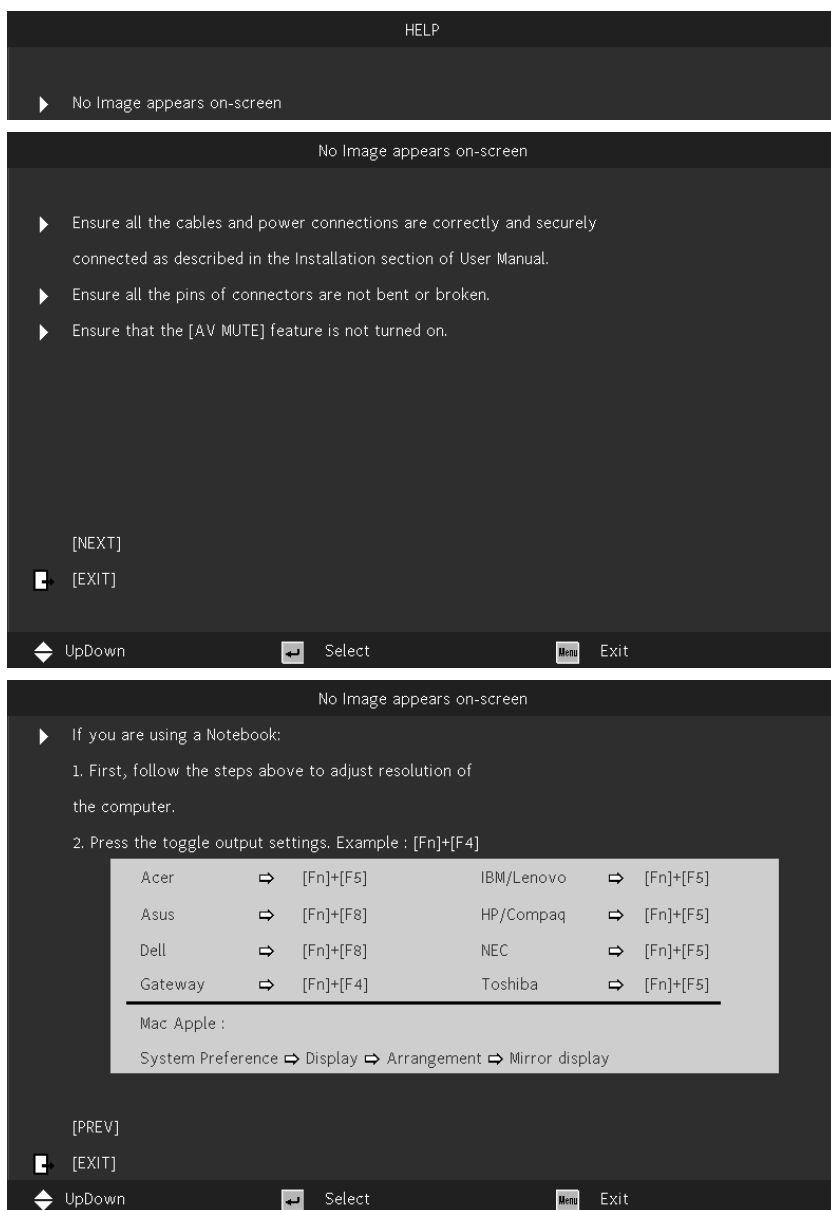 HELP
No Image appears on-screen
No Image appears on-screen
Ensure all the cables and power connections are correctly and securely
connected as described in the Installation section of User Manual.
Ensure all the pins of connectors are not bent or broken.
Ensure that the [AV MUTE] feature is not turned on.
[NEXT]
[EXIT]
UpDown Select Menu Exit
No Image appears on-screen
If you are using a Notebook:
1. First, follow the steps above to adjust resolution of
the computer.
2. Press the toggle output settings. Example : [Fn]+[F4]
Acer ⇨ [Fn]+[F5] IBM/Lenovo ⇨ [Fn]+[F5]
Asus ⇨ [Fn]+[F8] HP/Compaq ⇨ [Fn]+[F5]
Dell ⇨ [Fn]+[F8] NEC ⇨ [Fn]+[F5]
Gateway ⇨ [Fn]+[F4] Toshiba ⇨ [Fn]+[F5]
Mac Apple :
System Preference ⇨ Display ⇨ Arrangement ⇨ Mirror display
[PREV]
[EXIT]
UpDown Select Menu Exit